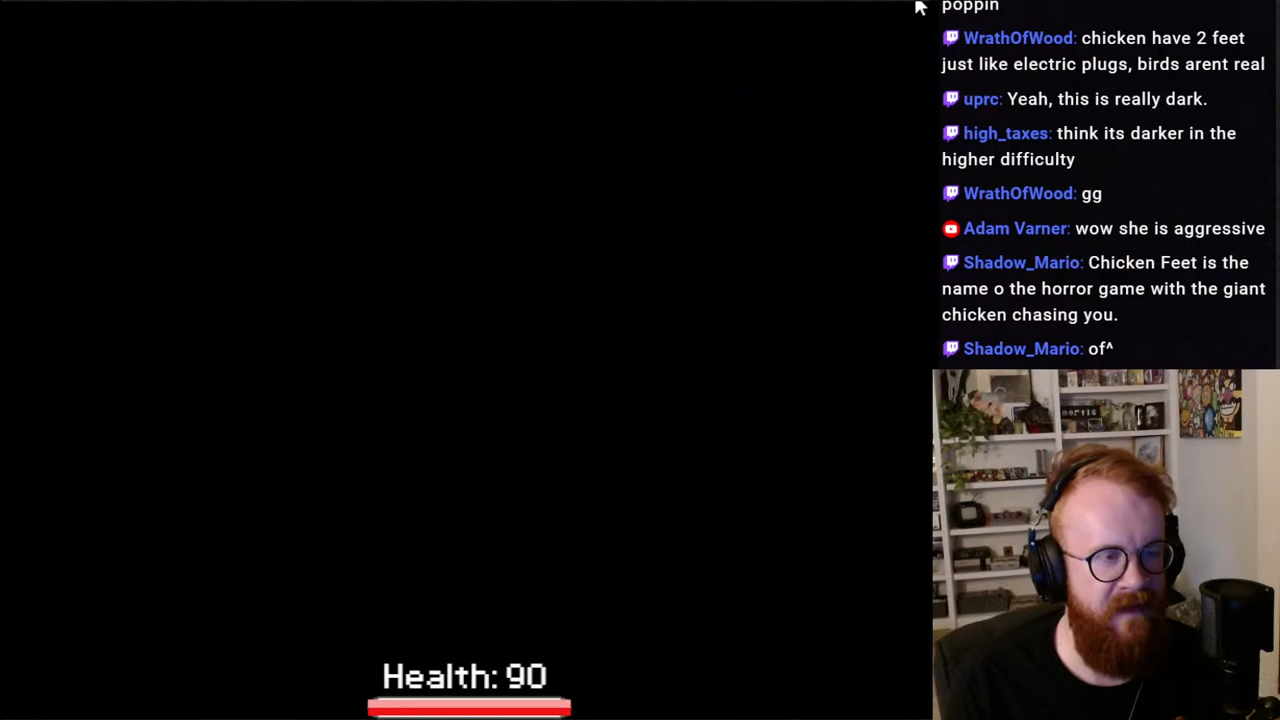 poppin
WrathOfWood: chicken have 2 feet
just like electric plugs, birds arent real
uprc: Yeah, this is really dark.
high_taxes: think its darker in the
higher difficulty
WrathOfWood: gg
Adam Varner: wow she is aggressive
Shadow_Mario: Chicken Feet is the
name o the horror game with the giant
chicken chasing you.
Shadow_Mario: of^
mortis
Health: 90